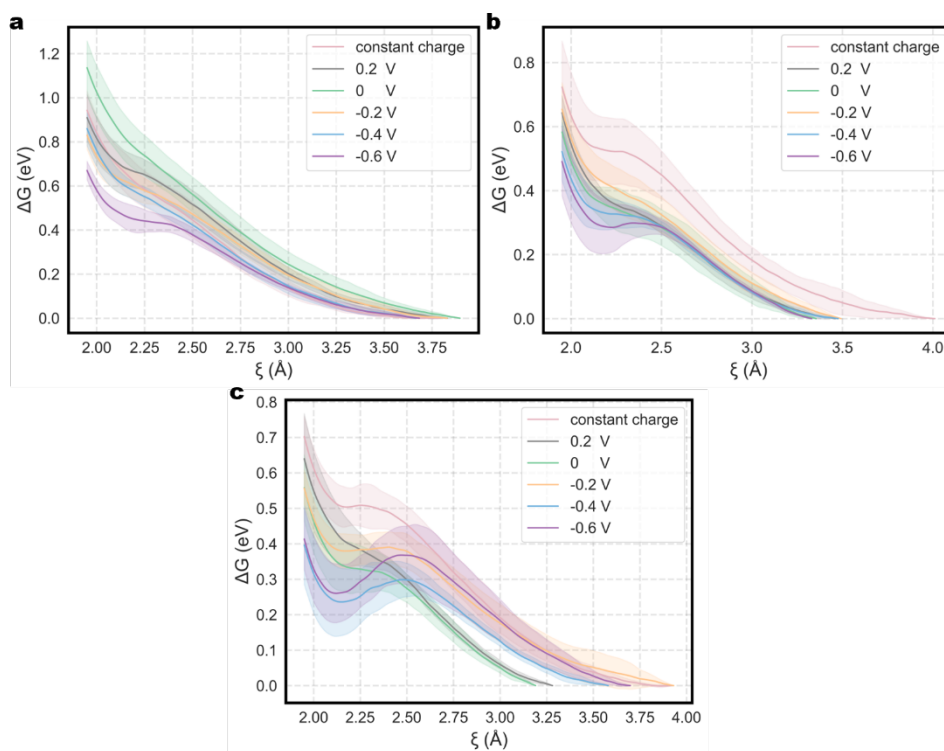 a
1.2
1.0
0.8
0.6
0.4
0.2
0.0
ΔG (eV)
2.00 2.25 2.50 2.75 3.00 3.25 3.50 3.75
ξ (Å)
constant charge
0.2 V
0 V
-0.2 V
-0.4 V
-0.6 V
b
0.8
0.6
0.4
0.2
0.0
ΔG (eV)
2.0 2.5 3.0 3.5 4.0
ξ (Å)
constant charge
0.2 V
0 V
-0.2 V
-0.4 V
-0.6 V
c
0.8
0.7
0.6
0.5
0.4
0.3
0.2
0.1
0.0
ΔG (eV)
2.00 2.25 2.50 2.75 3.00 3.25 3.50 3.75 4.00
ξ (Å)
constant charge
0.2 V
0 V
-0.2 V
-0.4 V
-0.6 V